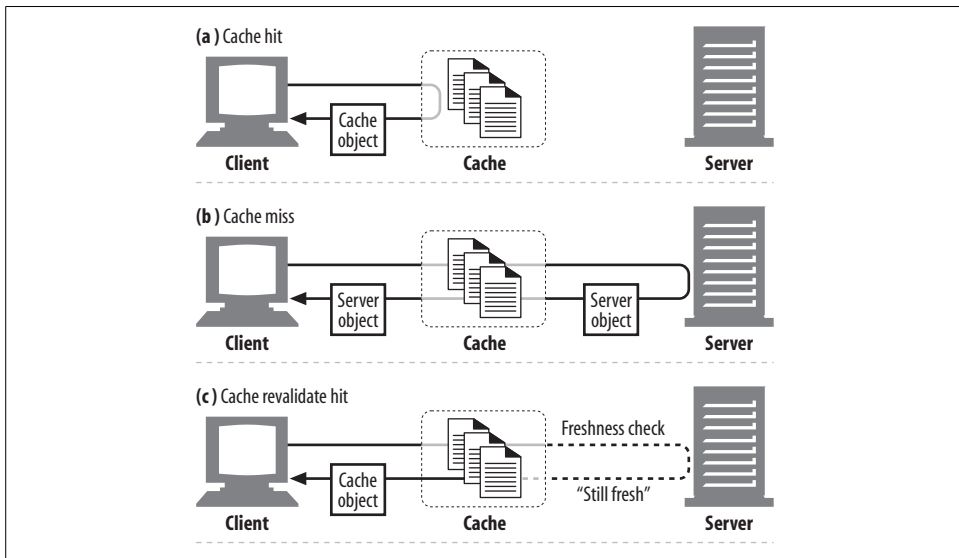 (a) Cache hit
Cache
object
Client
Cache
Server
(b) Cache miss
Server
object
Server
object
Client
Cache
Server
(c) Cache revalidate hit
Freshness check
Cache
object
“Still fresh”
Client
Cache
Server